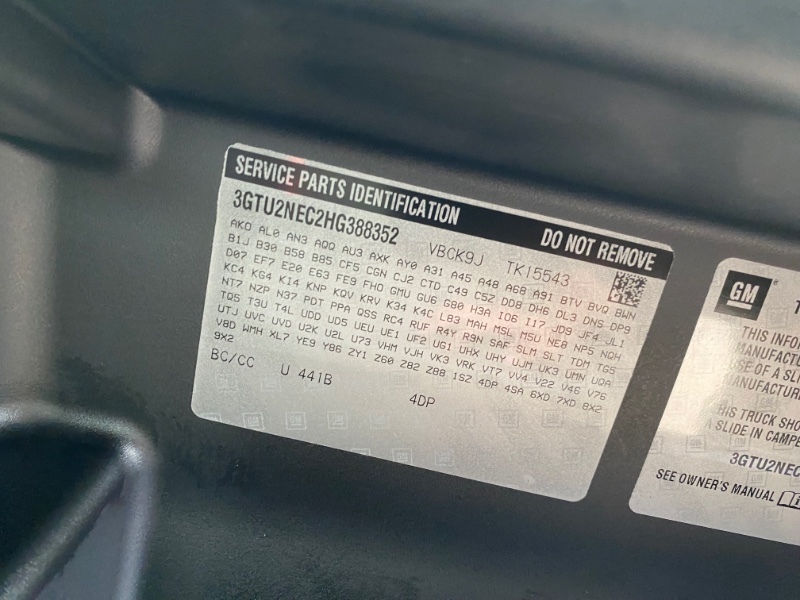 SERVICE PARTS IDENTIFICATION DO NOT REMOVE
3GTU2NEC2HG388352 VBCK9J TK15543
AKO AL0 AN3 AQQ AU3 AXK AY0 A31 A45 A48 A68 A91 BTV BVQ BWN
B1J B30 B58 B85 CF5 CGN CJ2 CTD C49 C5Z DD8 DH6 DL3 DNS DP9
D07 EF7 E20 E63 FE9 FHO GMU GU6 G80 H3A IO6 I17 JD9 JF4 JL1
KC4 KG4 K14 KNP KQV KRV K34 K4C L83 MAH MSL M5U NE8 NP5 NQH
NT7 NZP N37 PDT PPA QSS RC4 RUF R4Y R9N SAF SLM SLT TDM TG5
TQ5 T3U T4L UDD UD5 UEU UE1 UF2 UG1 UHX UHY UJM UK3 UMN UQA
UTJ UVC UVD U2K U2L U73 VHM VJH VK3 VRK VT7 VV4 V22 V46 V76
V8D WMH XL7 YE9 Y86 ZY1 Z60 Z82 Z88 1SZ 4DP 4SA 6XD 7XD 8X2
9X2
BC/CC U 441B 4DP
GM
THIS INFOR
MANUFACTU
SE OF A SLI
MANUFACTUR
HIS TRUCK SHO
A SLIDE IN CAMPE
3GTU2NEC
SEE OWNER'S MANUAL